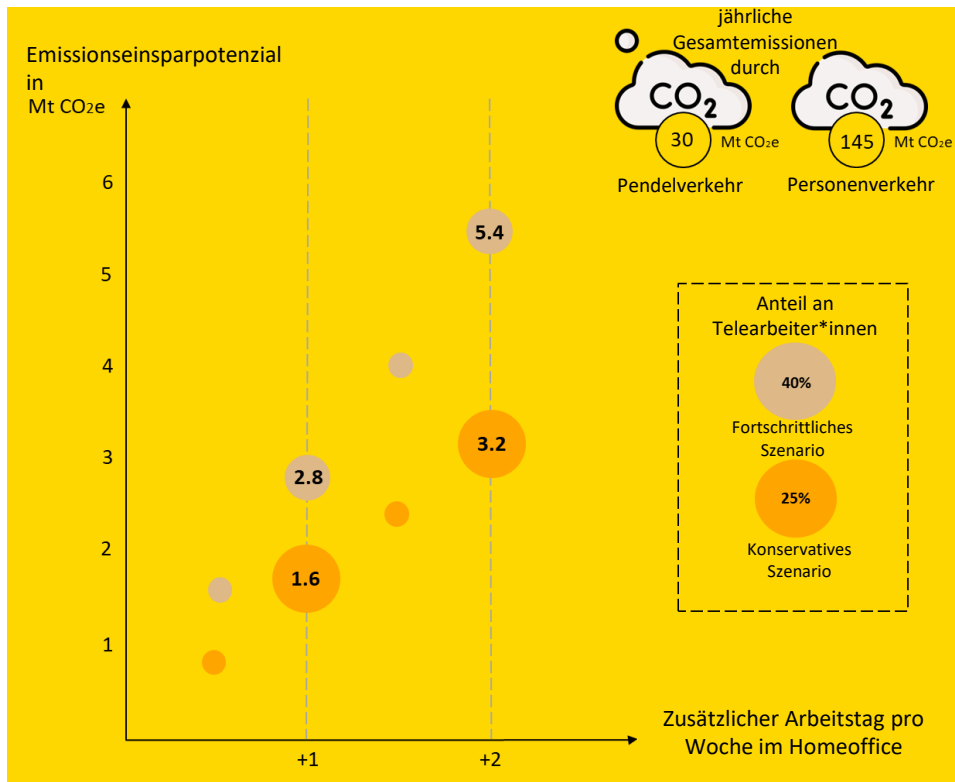 Emissionseinsparpotenzial
in
Mt CO₂e
6
5
4
3
2
1
5.4
3.2
2.8
1.6
+1
+2
Zusätzlicher Arbeitstag pro
Woche im Homeoffice
jährliche
Gesamtemissionen
durch
CO₂
30 Mt CO₂e
Pendelverkehr
CO₂
145 Mt CO₂e
Personenverkehr
Anteil an
Telearbeiter*innen
40%
Fortschrittliches
Szenario
25%
Konservatives
Szenario